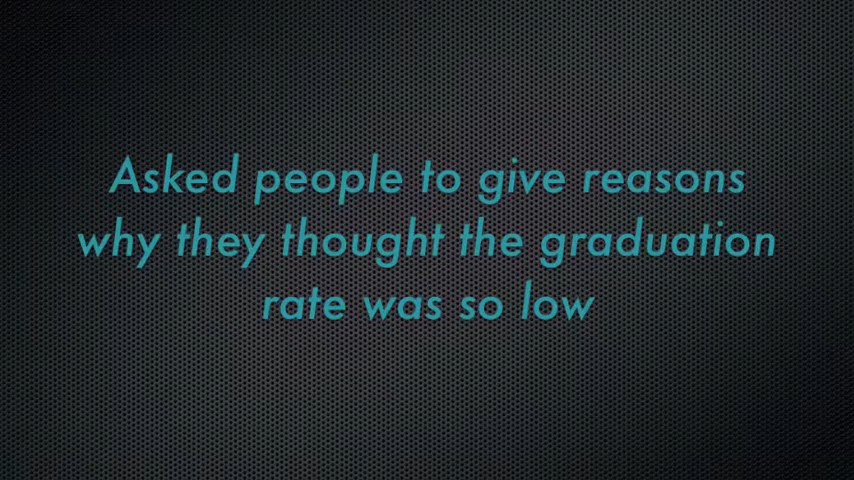 Asked people to give reasons
why they thought the graduation
rate was so low